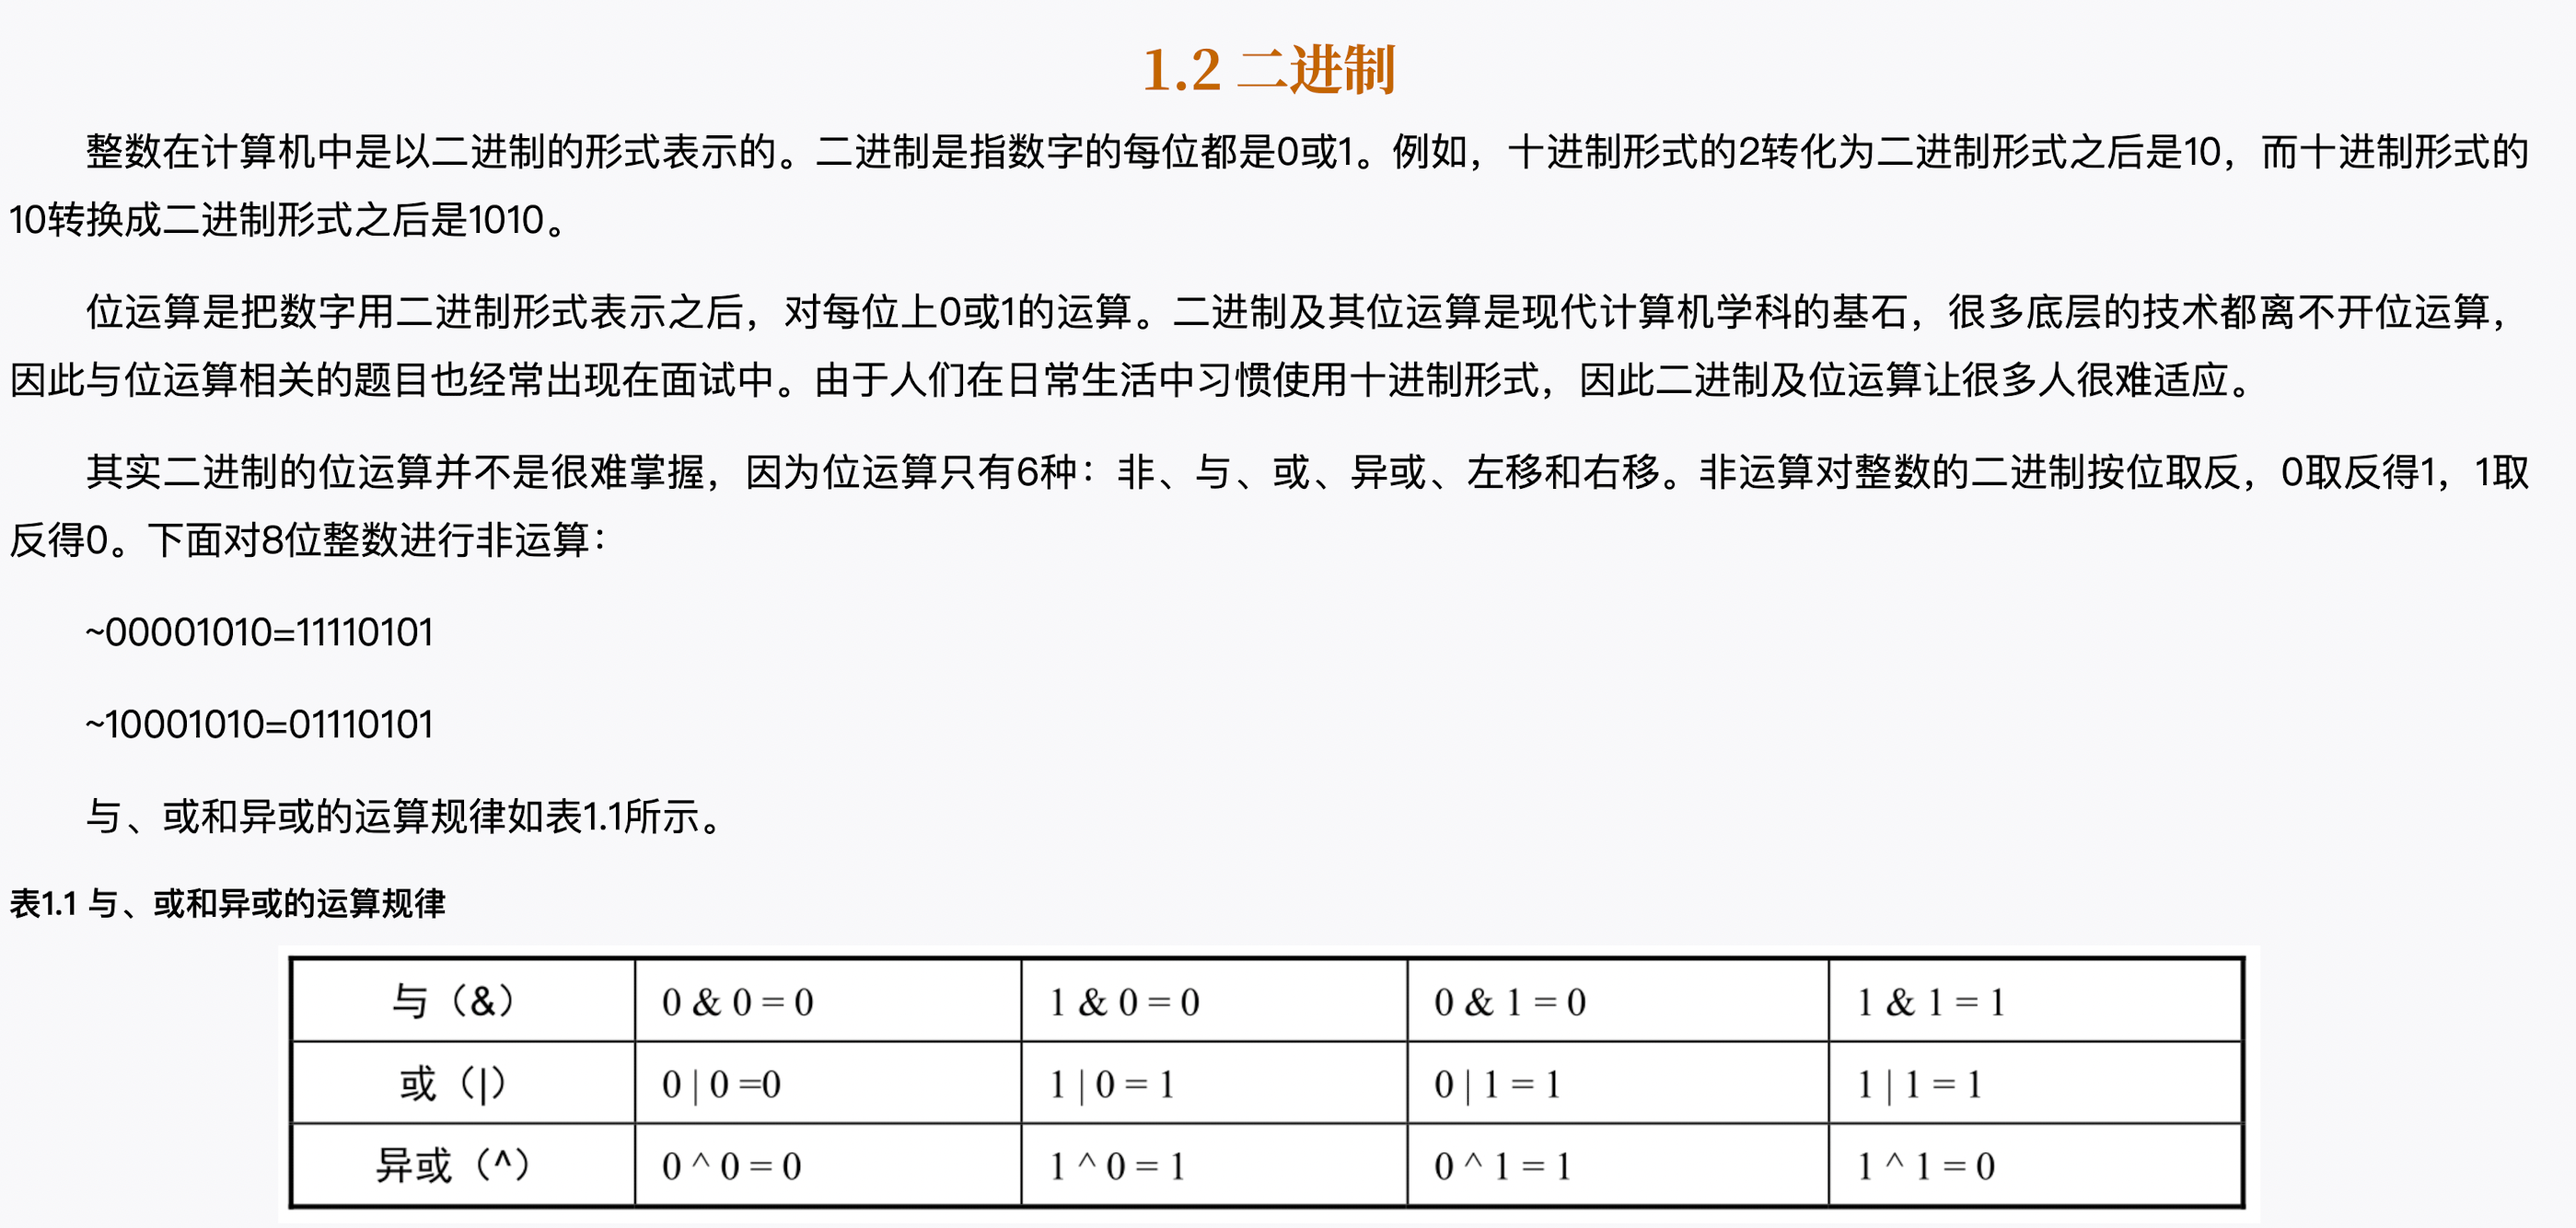 1.2 二进制
整数在计算机中是以二进制的形式表示的。二进制是指数字的每位都是0或1。例如，十进制形式的2转化为二进制形式之后是10，而十进制形式的
10转换成二进制形式之后是1010。
位运算是把数字用二进制形式表示之后，对每位上0或1的运算。二进制及其位运算是现代计算机学科的基石，很多底层的技术都离不开位运算，
因此与位运算相关的题目也经常出现在面试中。由于人们在日常生活中习惯使用十进制形式，因此二进制及位运算让很多人很难适应。
其实二进制的位运算并不是很难掌握，因为位运算只有6种：非、与、或、异或、左移和右移。非运算对整数的二进制按位取反，0取反得1，1取
反得0。下面对8位整数进行非运算：
~00001010=11110101
~10001010=01110101
与、或和异或的运算规律如表1.1所示。
表1.1 与、或和异或的运算规律
与（&） 0 & 0 = 0 1 & 0 = 0 0 & 1 = 0 1 & 1 = 1
或（|） 0 | 0 =0 1 | 0 = 1 0 | 1 = 1 1 | 1 = 1
异或（^） 0 ^ 0 = 0 1 ^ 0 = 1 0 ^ 1 = 1 1 ^ 1 = 0